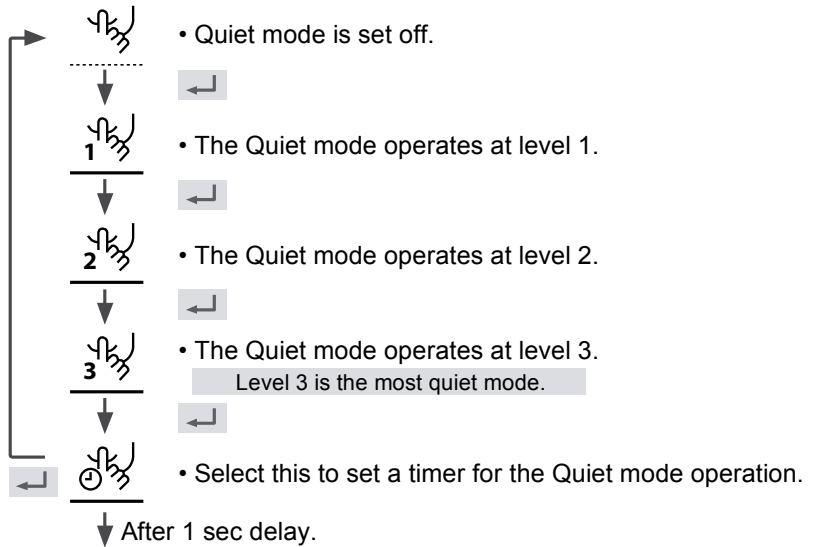 • Quiet mode is set off.
1
• The Quiet mode operates at level 1.
2
• The Quiet mode operates at level 2.
3
• The Quiet mode operates at level 3.
Level 3 is the most quiet mode.
• Select this to set a timer for the Quiet mode operation.
After 1 sec delay.